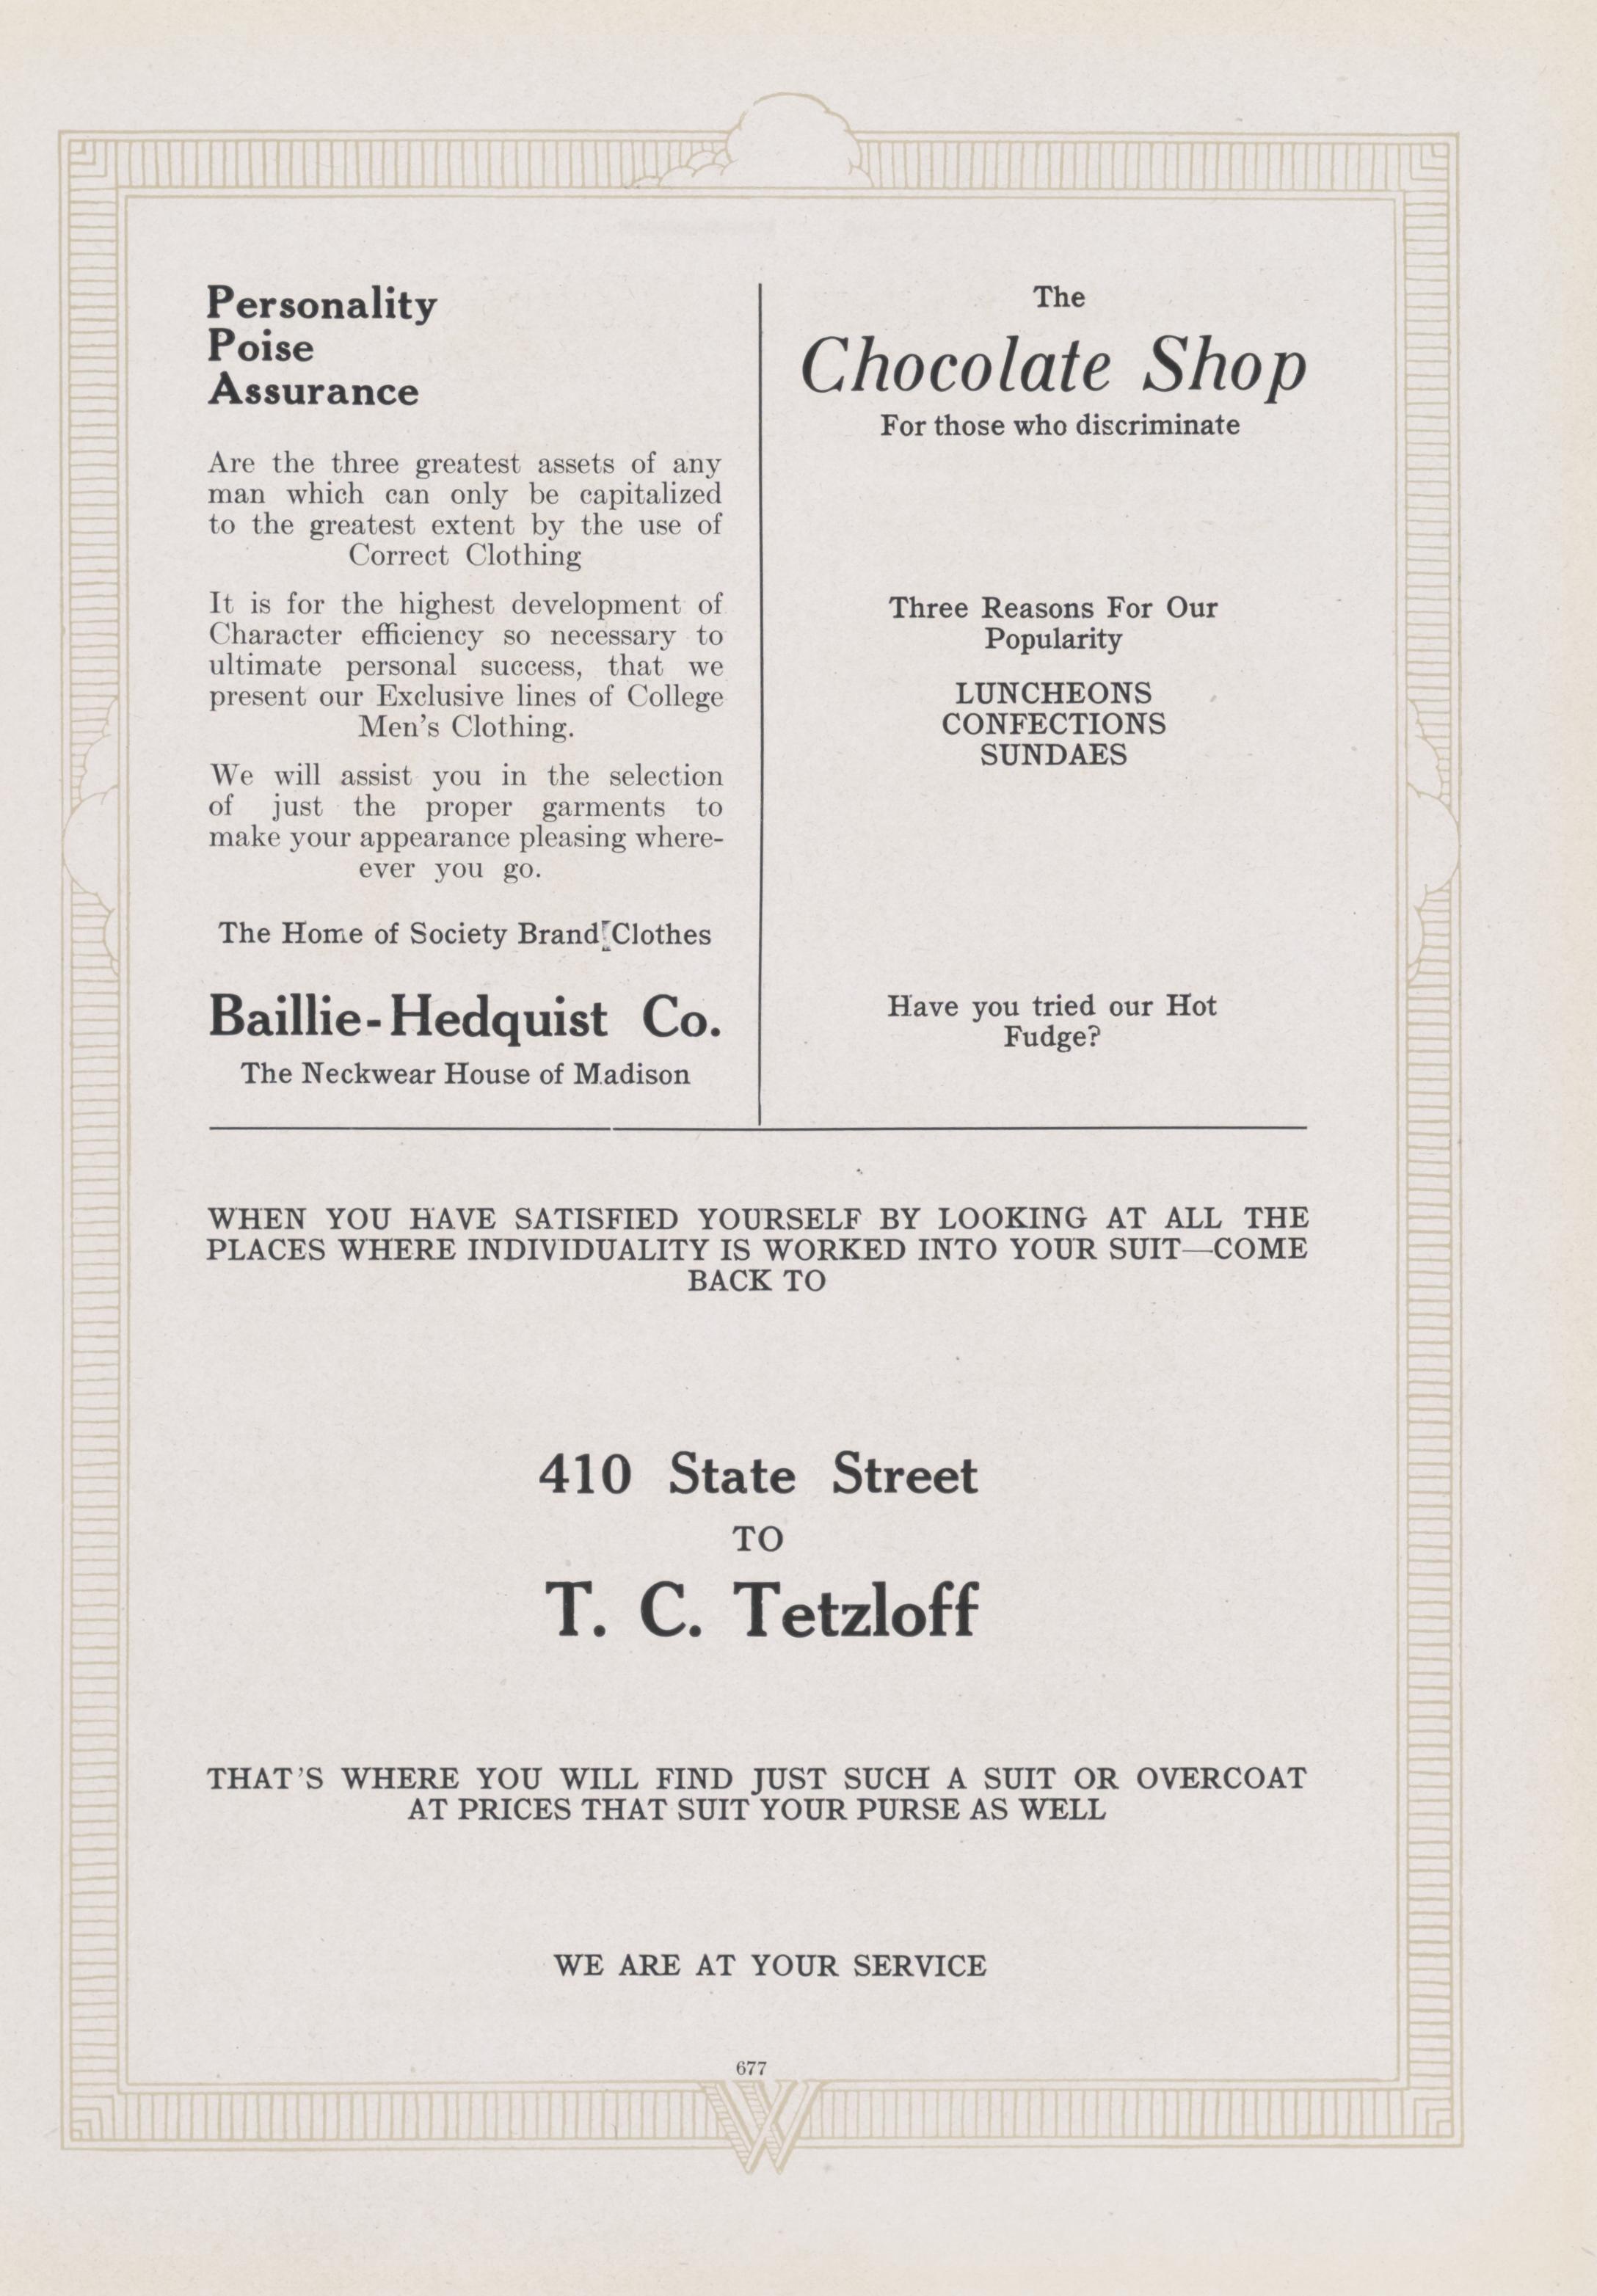 Personality
Poise
Assurance
Are the three greatest assets of any
man which can only be capitalized
to the greatest extent by the use of
Correct Clothing
It is for the highest development of
Character efficiency so necessary to
ultimate personal success, that we
present our Exclusive lines of College
Men's Clothing.
We will assist you in the selection
of just the proper garments to
make your appearance pleasing where-
ever you go.
The Home of Society Brand Clothes
Baillie-Hedquist Co.
The Neckwear House of Madison
The
Chocolate Shop
For those who discriminate
Three Reasons For Our
Popularity
LUNCHEONS
CONFECTIONS
SUNDAES
Have you tried our Hot
Fudge?
WHEN YOU HAVE SATISFIED YOURSELF BY LOOKING AT ALL THE
PLACES WHERE INDIVIDUALITY IS WORKED INTO YOUR SUIT—COME
BACK TO
410 State Street
TO
T. C. Tetzloff
THAT'S WHERE YOU WILL FIND JUST SUCH A SUIT OR OVERCOAT
AT PRICES THAT SUIT YOUR PURSE AS WELL
WE ARE AT YOUR SERVICE
677
W